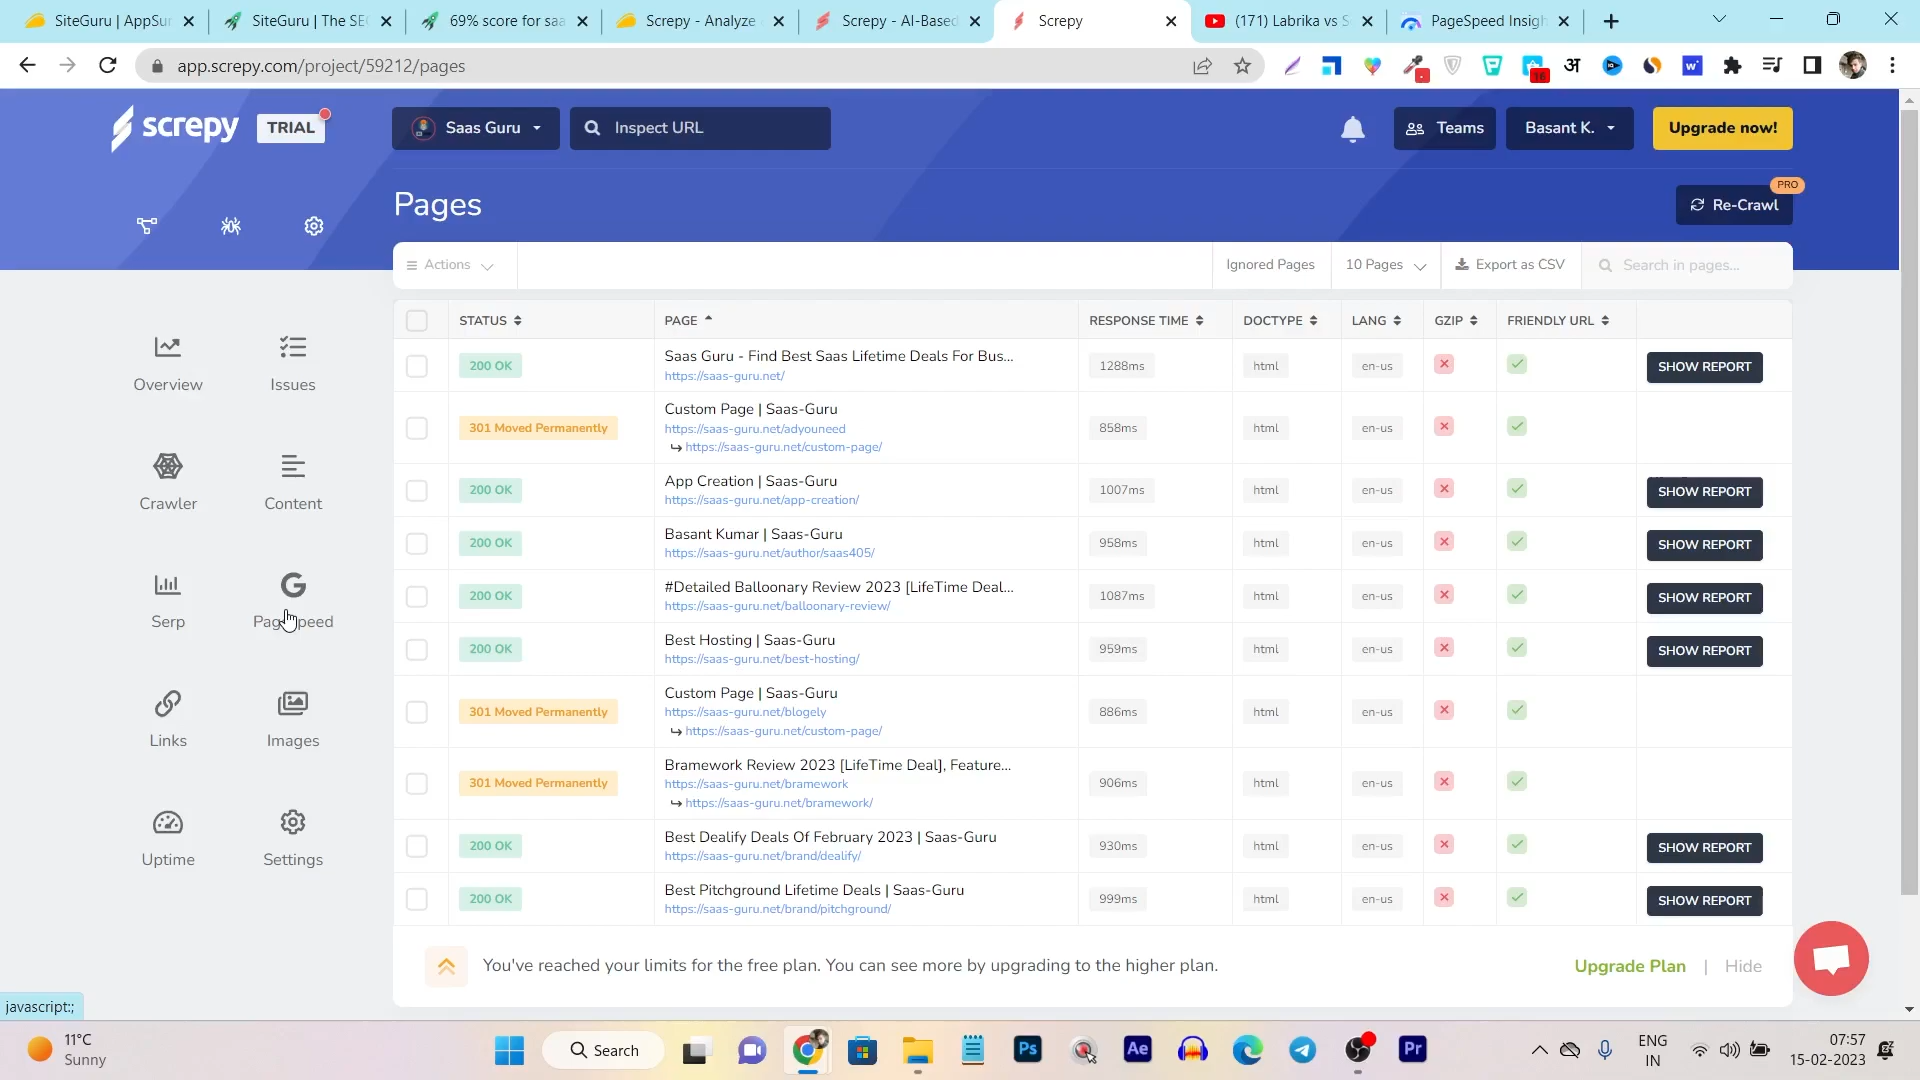 SiteGuru | AppSur
SiteGuru | The SE
69% score for saa
Screpy - Analyze
Screpy - AI-Based
Screpy
(171) Labrika vs S
PageSpeed Insigh
app.screpy.com/project/59212/pages
screpy TRIAL
Saas Guru
Inspect URL
Teams
Basant K.
Upgrade now!
Pages
PRO
Re-Crawl
Actions
Ignored Pages
10 Pages
Export as CSV
Search in pages...
Overview
Issues
Crawler
Content
Serp
PageSpeed
Links
Images
Uptime
Settings
STATUS PAGE RESPONSE TIME DOCTYPE LANG GZIP FRIENDLY URL
200 OK Saas Guru - Find Best Saas Lifetime Deals For Bus... 1288ms html en-us SHOW REPORT
https://saas-guru.net/
Custom Page | Saas-Guru
301 Moved Permanently https://saas-guru.net/adyouneed 858ms html en-us
https://saas-guru.net/custom-page/
200 OK App Creation | Saas-Guru 1007ms html en-us SHOW REPORT
https://saas-guru.net/app-creation/
200 OK Basant Kumar | Saas-Guru 958ms html en-us SHOW REPORT
https://saas-guru.net/author/saas405/
200 OK #Detailed Balloonary Review 2023 [LifeTime Deal... 1087ms html en-us SHOW REPORT
https://saas-guru.net/balloonary-review/
200 OK Best Hosting | Saas-Guru 959ms html en-us SHOW REPORT
https://saas-guru.net/best-hosting/
Custom Page | Saas-Guru
301 Moved Permanently https://saas-guru.net/blogely 886ms html en-us
https://saas-guru.net/custom-page/
Bramework Review 2023 [LifeTime Deal], Feature...
301 Moved Permanently https://saas-guru.net/bramework 906ms html en-us
https://saas-guru.net/bramework/
200 OK Best Dealify Deals Of February 2023 | Saas-Guru 930ms html en-us SHOW REPORT
https://saas-guru.net/brand/dealify/
200 OK Best Pitchground Lifetime Deals | Saas-Guru 999ms html en-us SHOW REPORT
https://saas-guru.net/brand/pitchground/
You've reached your limits for the free plan. You can see more by upgrading to the higher plan.
Upgrade Plan | Hide
javascript:;
11°C
Sunny
Search
Ps
Ae
Pr
ENG
IN
07:57
15-02-2023